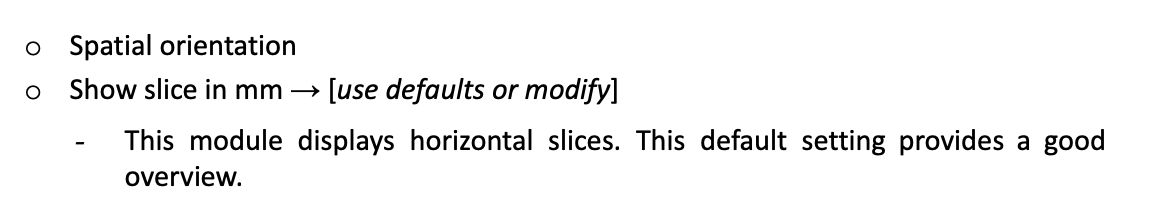 ○ Spatial orientation
○ Show slice in mm → [use defaults or modify]
- This module displays horizontal slices. This default setting provides a good
overview.